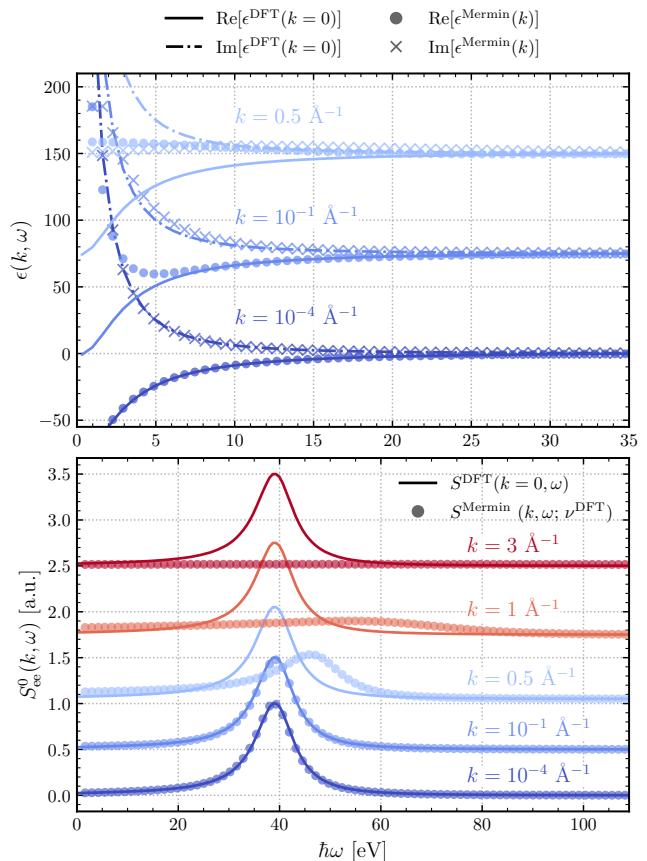 Re[ϵ^DFT(k = 0)] Re[ϵ^Mermin(k)]
Im[ϵ^DFT(k = 0)] Im[ϵ^Mermin(k)]
200
150
100
50
0
−50
ϵ(k, ω)
k = 0.5 Å⁻¹
k = 10⁻¹ Å⁻¹
k = 10⁻⁴ Å⁻¹
0 5 10 15 20 25 30 35
S^DFT(k = 0, ω)
S^Mermin (k, ω; ν^DFT)
3.5
3.0
2.5
2.0
1.5
1.0
0.5
0.0
S⁰_ee(k, ω) [a.u.]
k = 3 Å⁻¹
k = 1 Å⁻¹
k = 0.5 Å⁻¹
k = 10⁻¹ Å⁻¹
k = 10⁻⁴ Å⁻¹
0 20 40 60 80 100
ℏω [eV]